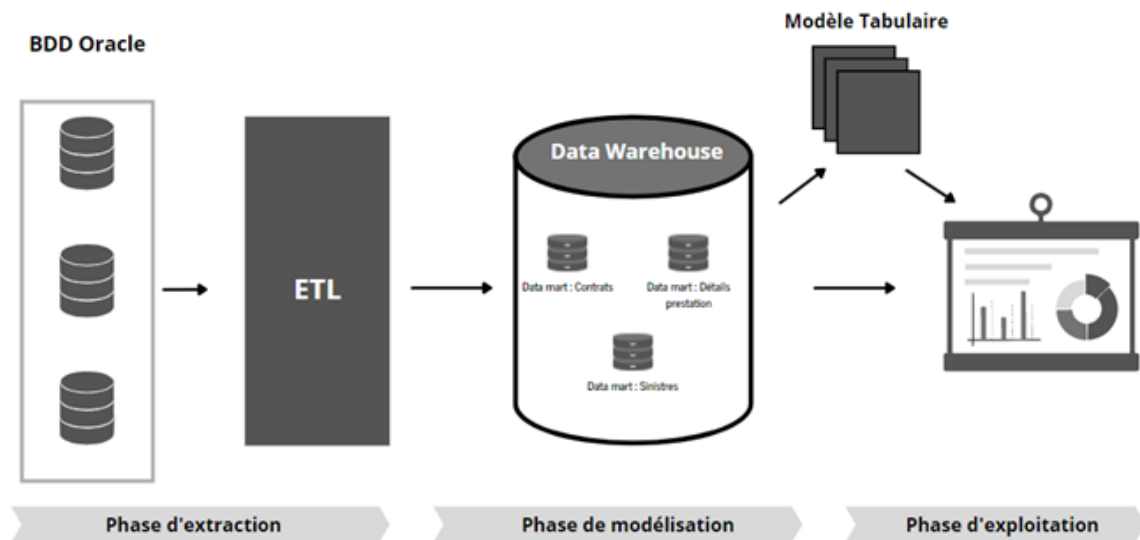 BDD Oracle
Modèle Tabulaire
ETL
Data Warehouse
Data mart : Contrats
Data mart : Détails
prestation
Data mart : Sinistres
Phase d'extraction
Phase de modélisation
Phase d'exploitation